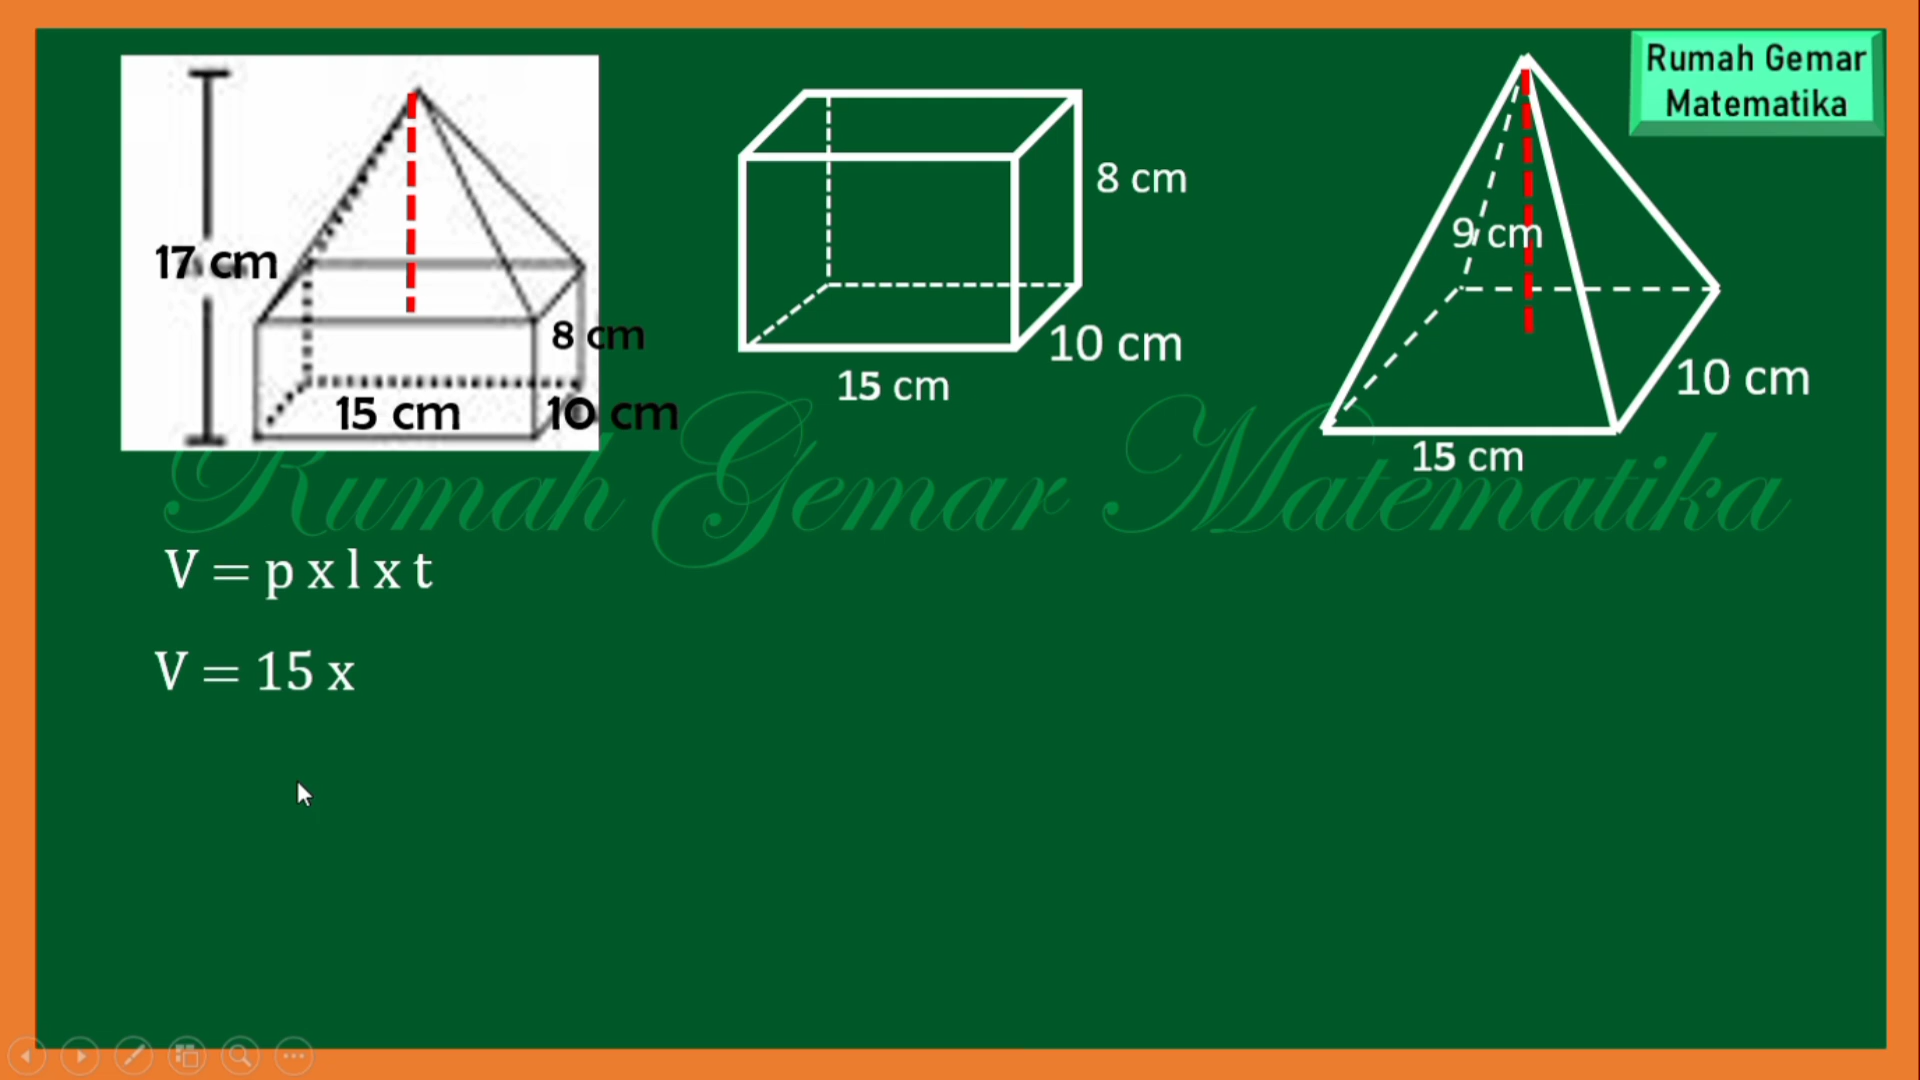 Rumah Gemar
Matematika
17 cm
8 cm
15 cm
10 cm
8 cm
10 cm
15 cm
9 cm
10 cm
15 cm
Rumah Gemar Matematika
V = p x l x t
V = 15 x